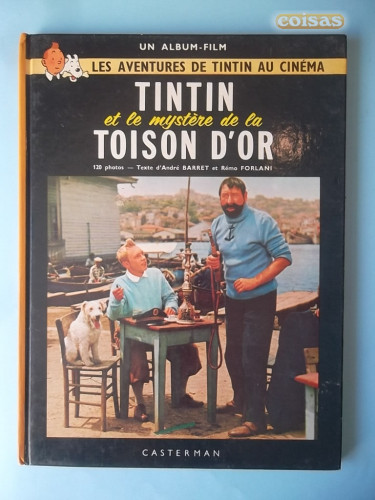 coisas
UN ALBUM-FILM
LES AVENTURES DE TINTIN AU CINÉMA
TINTIN
et le mystère de la
TOISON D'OR
120 photos — Texte d'André BARRET et Rémo FORLANI
CASTERMAN